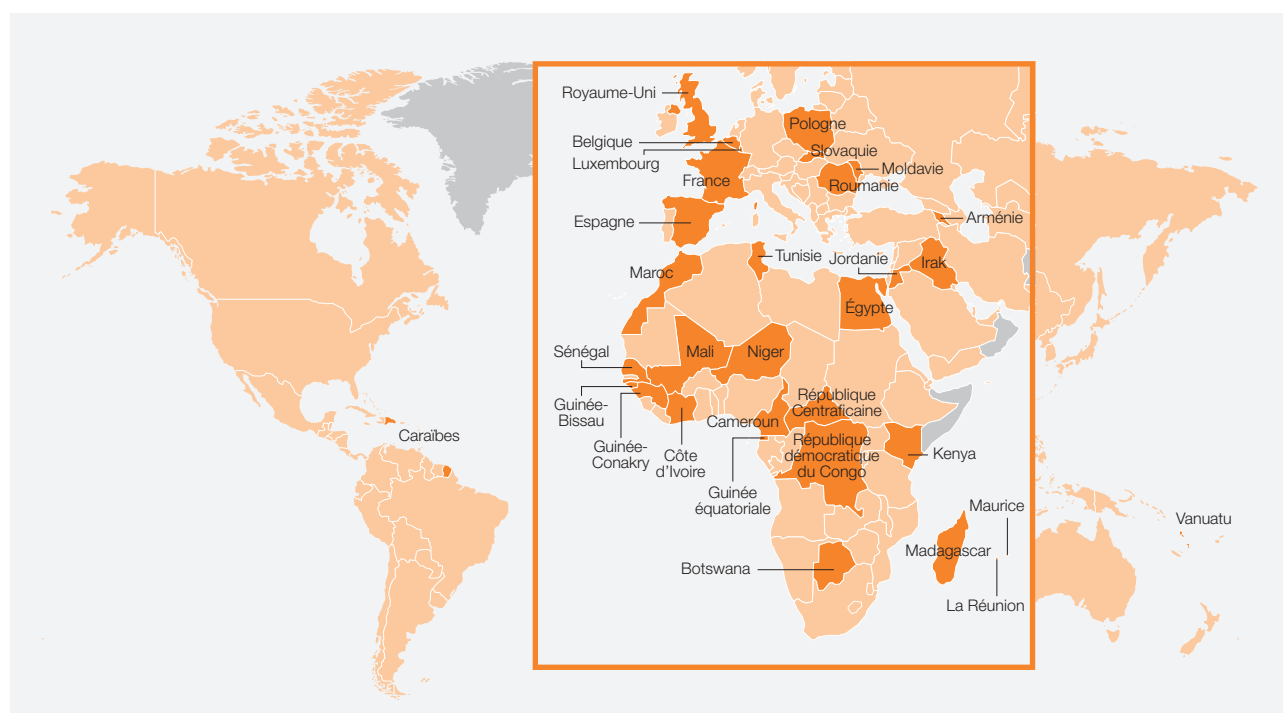 Royaume-Uni
Pologne
Belgique
Slovaquie
Luxembourg
Moldavie
France
Roumanie
Espagne
Arménie
Tunisie
Jordanie
Irak
Maroc
Égypte
Sénégal
Mali
Niger
République
Centraficaine
Guinée-
Bissau
Cameroun
Caraïbes
République
démocratique
du Congo
Guinée-
Conakry
Côte
d'Ivoire
Kenya
Guinée
équatoriale
Maurice
Vanuatu
Madagascar
Botswana
La Réunion